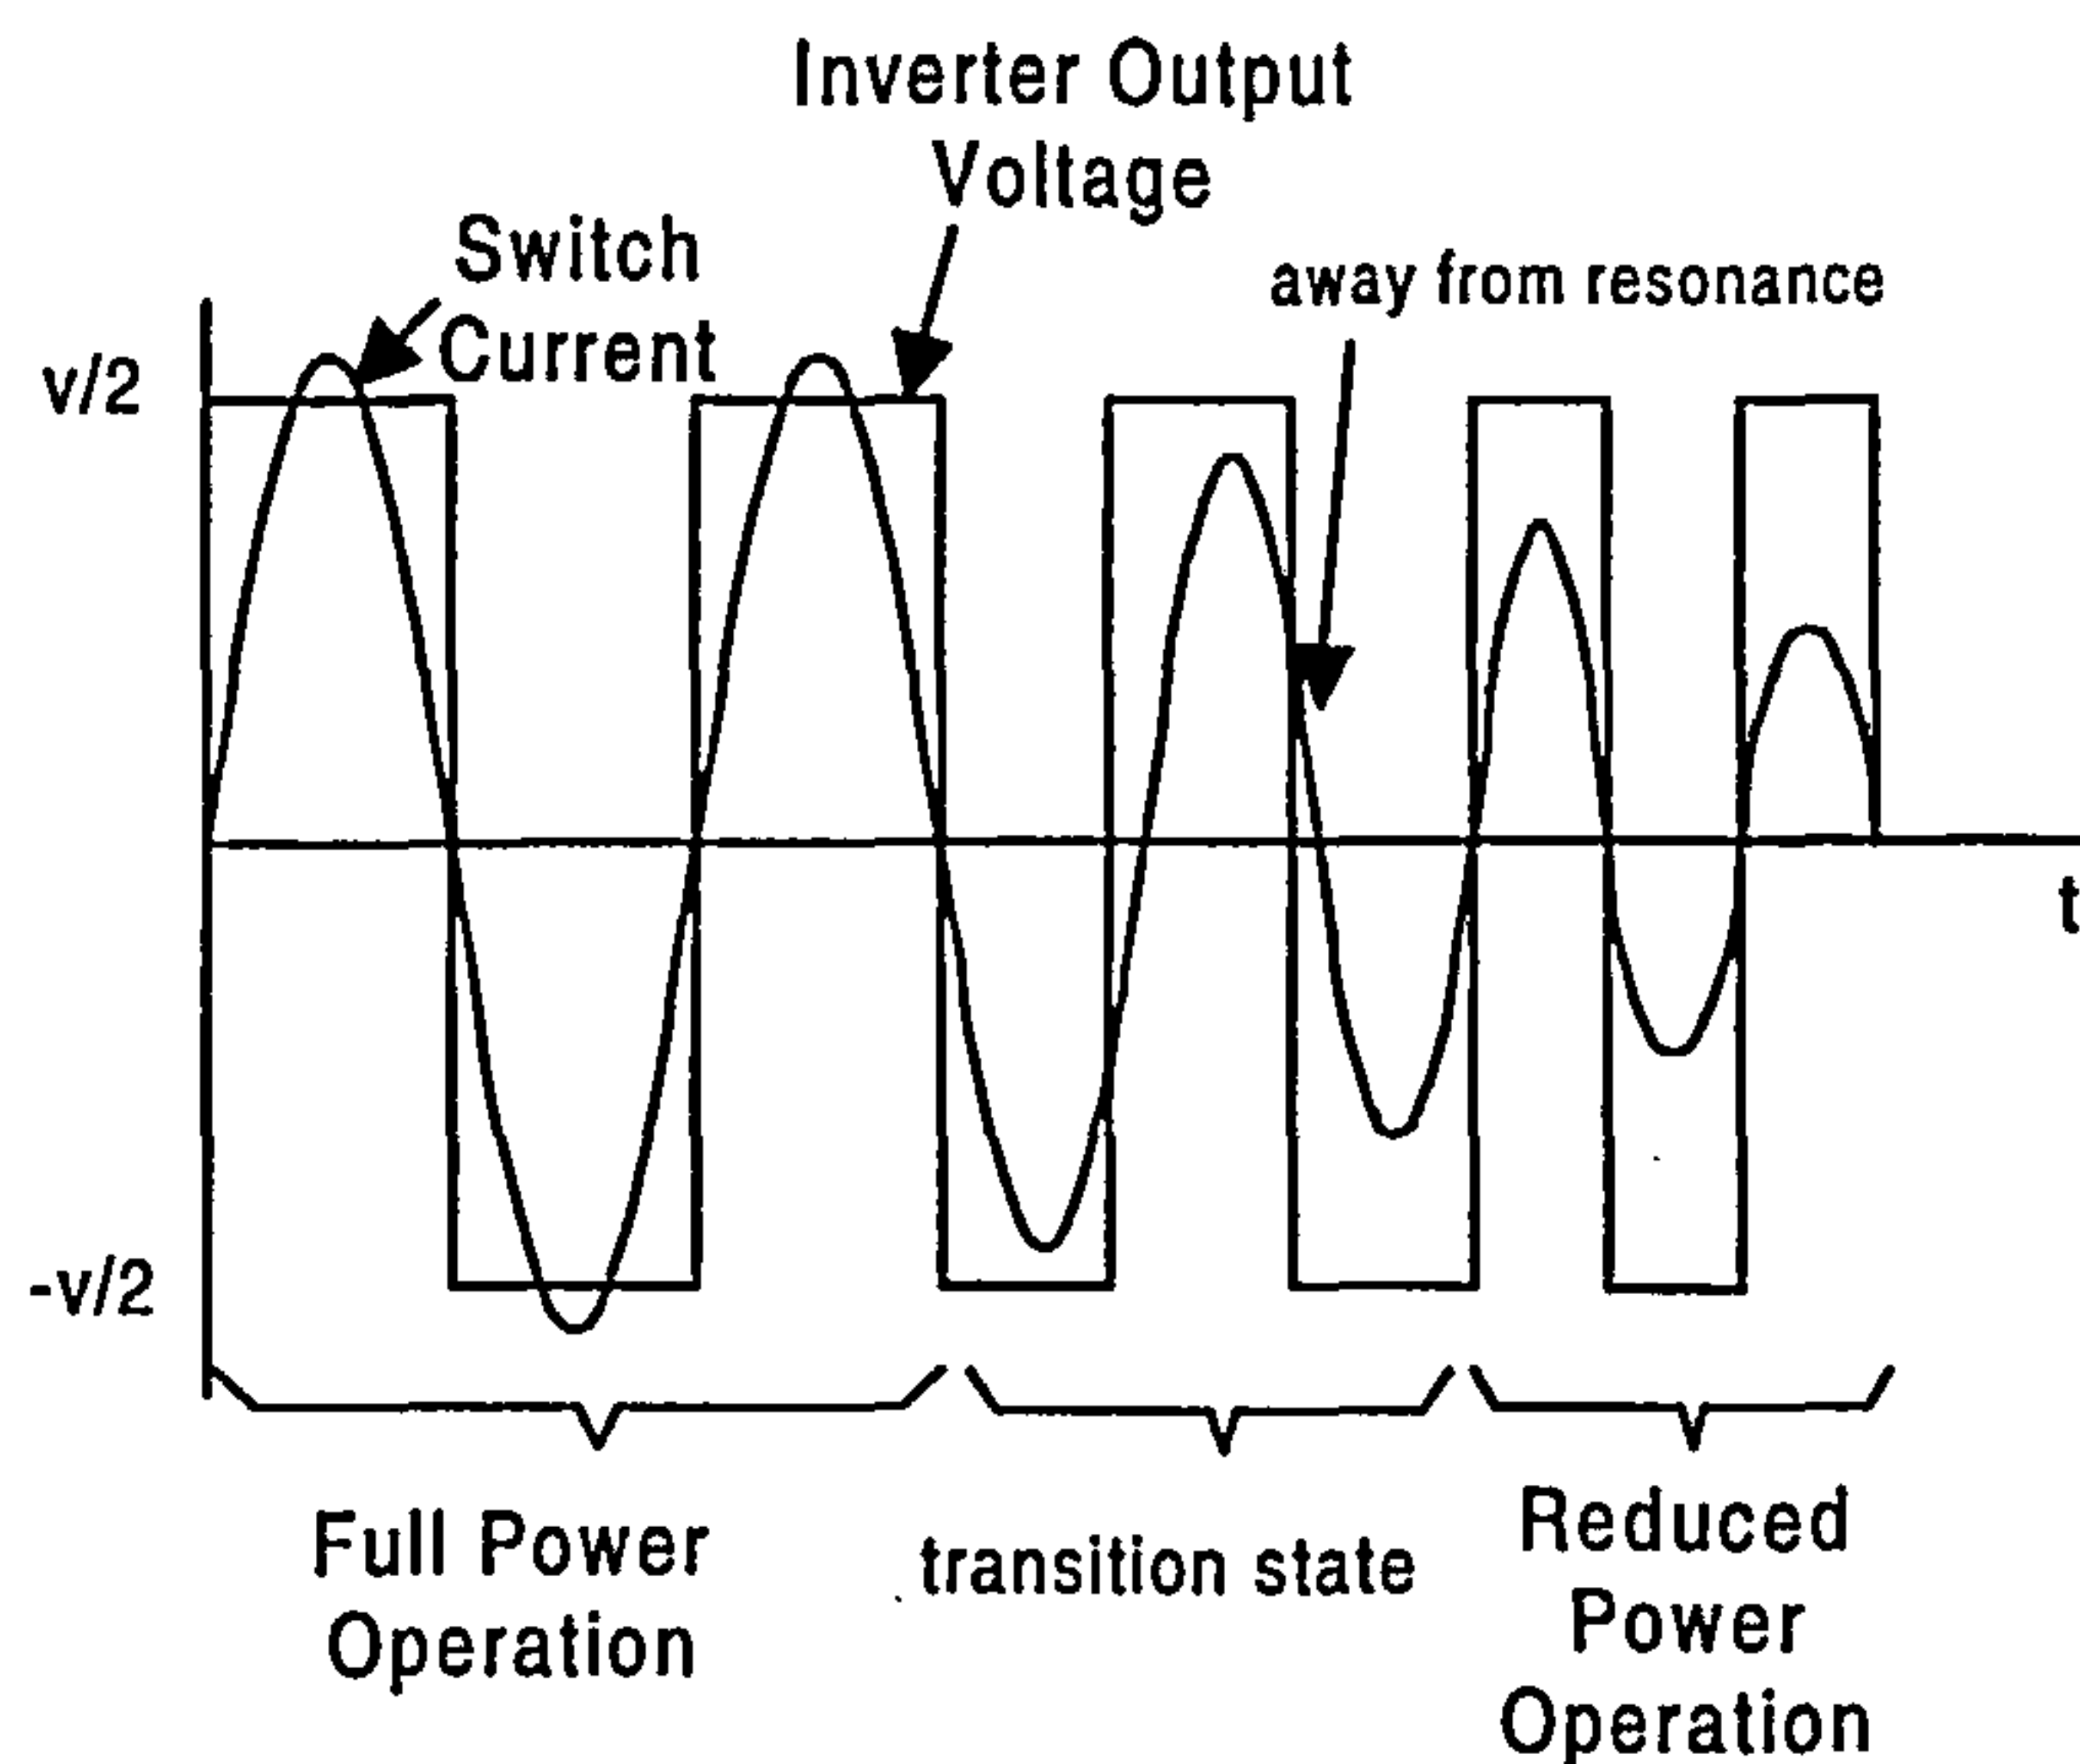 Inverter Output
Voltage
Switch
Current
away from resonance
v/2
t
-v/2
Full Power
Operation
transition state
Reduced
Power
Operation